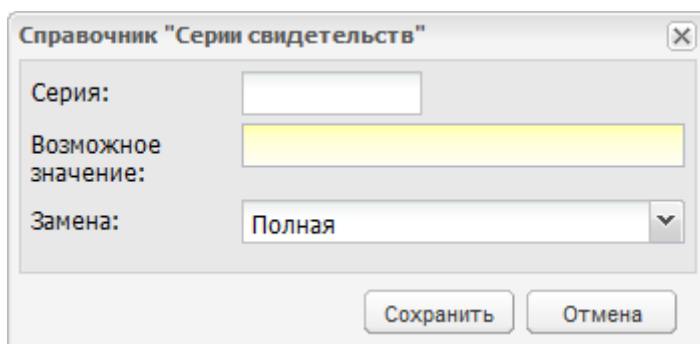 Справочник "Серии свидетельств"
Серия:
Возможное
значение:
Замена:
Полная
Сохранить
Отмена